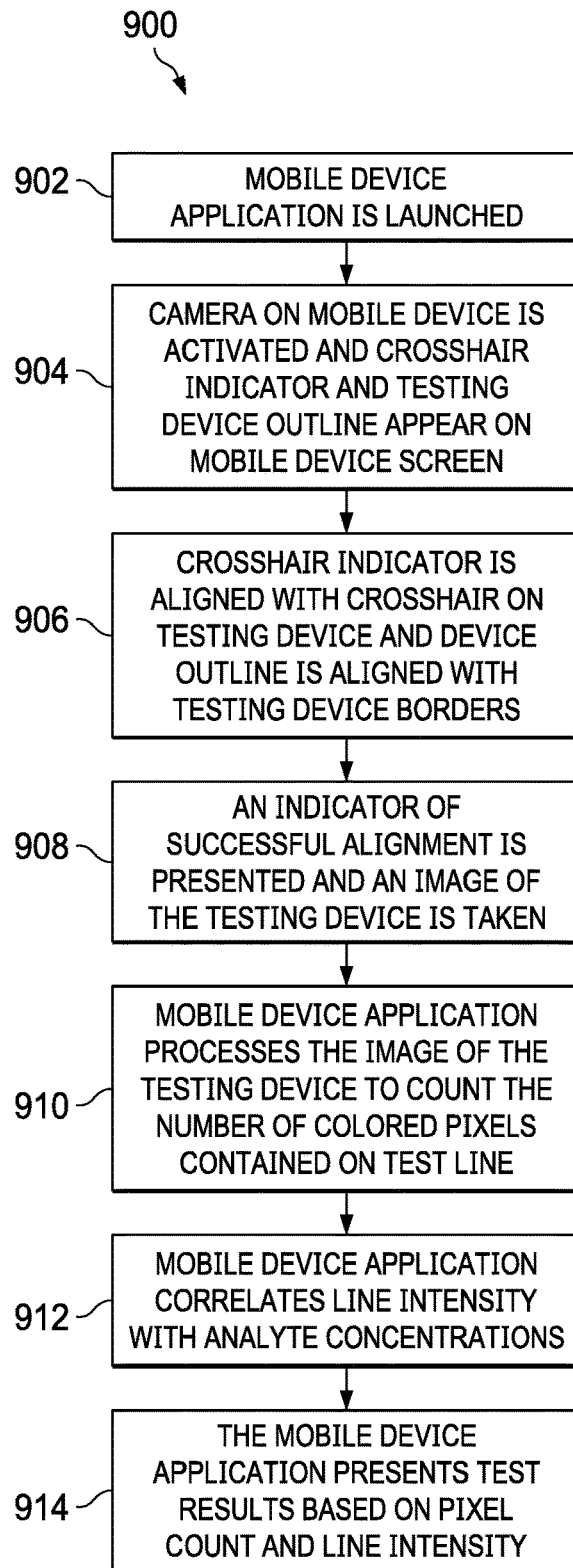 900
902
MOBILE DEVICE
APPLICATION IS LAUNCHED
904
CAMERA ON MOBILE DEVICE IS
ACTIVATED AND CROSSHAIR
INDICATOR AND TESTING
DEVICE OUTLINE APPEAR ON
MOBILE DEVICE SCREEN
906
CROSSHAIR INDICATOR IS
ALIGNED WITH CROSSHAIR ON
TESTING DEVICE AND DEVICE
OUTLINE IS ALIGNED WITH
TESTING DEVICE BORDERS
908
AN INDICATOR OF
SUCCESSFUL ALIGNMENT IS
PRESENTED AND AN IMAGE OF
THE TESTING DEVICE IS TAKEN
910
MOBILE DEVICE APPLICATION
PROCESSES THE IMAGE OF THE
TESTING DEVICE TO COUNT THE
NUMBER OF COLORED PIXELS
CONTAINED ON TEST LINE
912
MOBILE DEVICE APPLICATION
CORRELATES LINE INTENSITY
WITH ANALYTE CONCENTRATIONS
914
THE MOBILE DEVICE
APPLICATION PRESENTS TEST
RESULTS BASED ON PIXEL
COUNT AND LINE INTENSITY